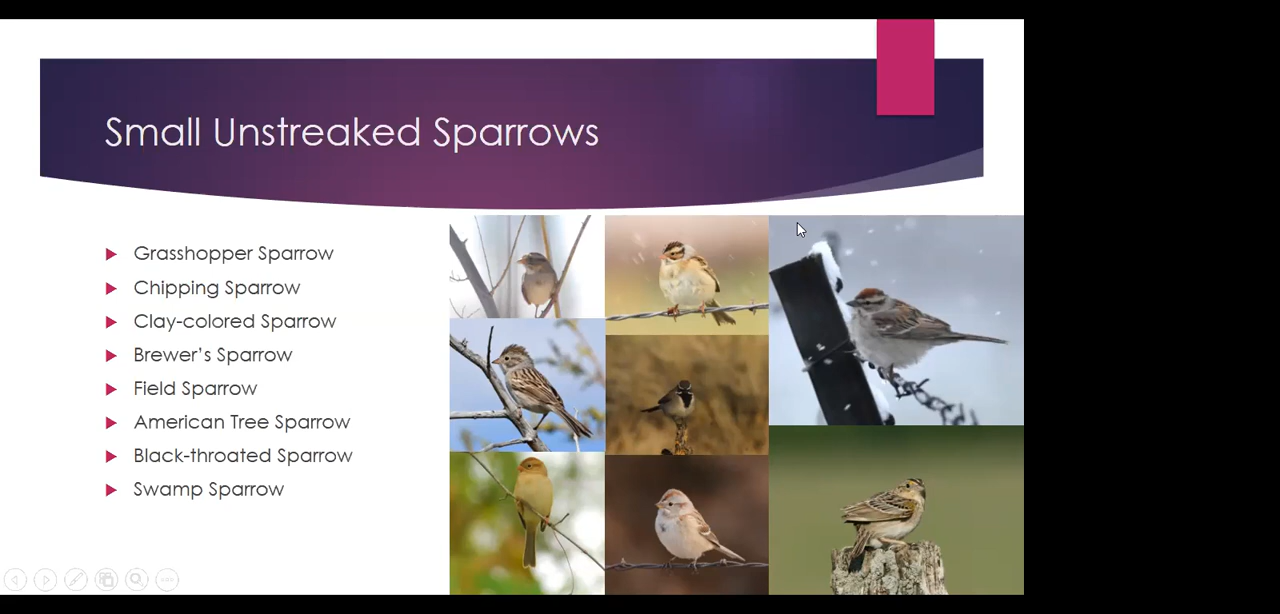 Small Unstreaked Sparrows
Grasshopper Sparrow
Chipping Sparrow
Clay-colored Sparrow
Brewer’s Sparrow
Field Sparrow
American Tree Sparrow
Black-throated Sparrow
Swamp Sparrow